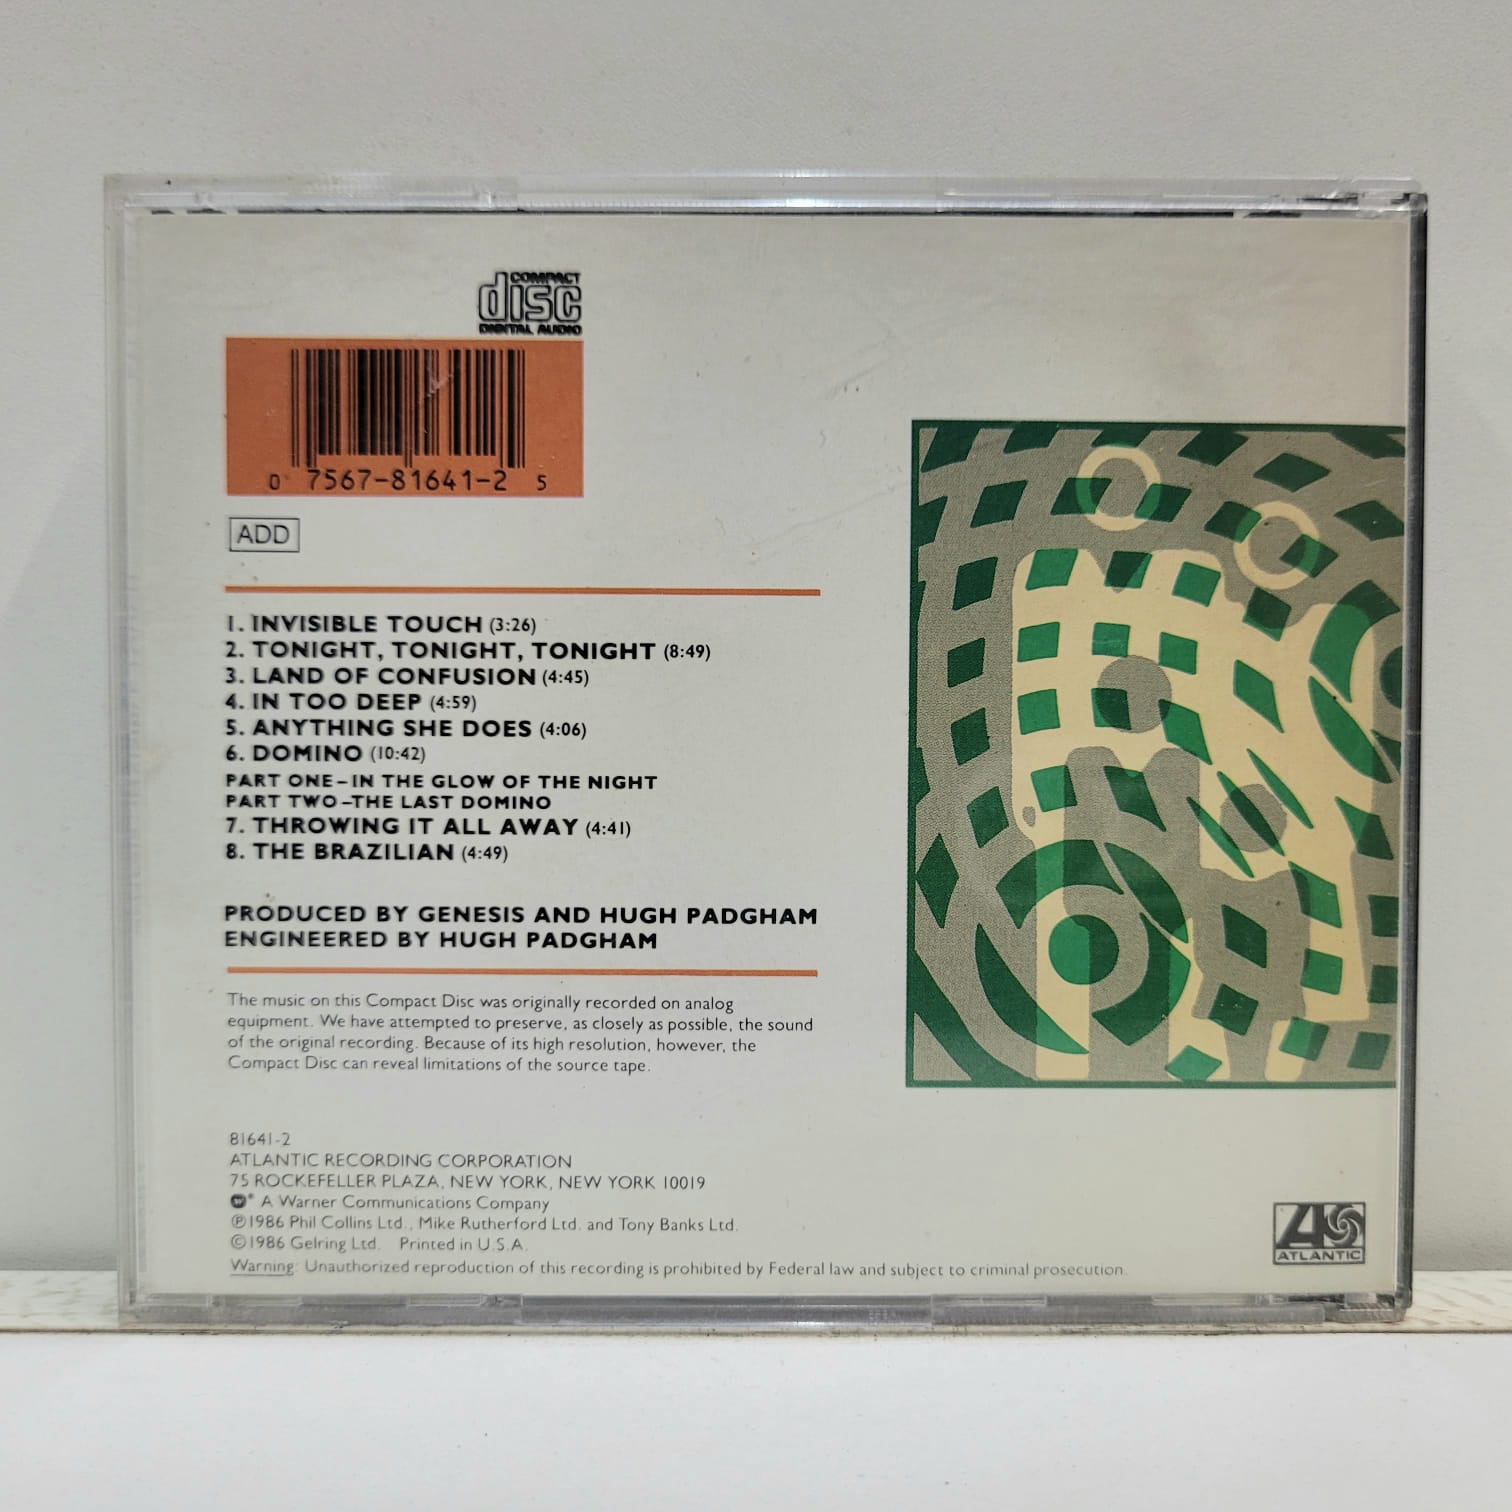 COMPACT
disc
DIGITAL AUDIO
0 7567-81641-2 5
ADD
1. INVISIBLE TOUCH (3:26)
2. TONIGHT, TONIGHT, TONIGHT (8:49)
3. LAND OF CONFUSION (4:45)
4. IN TOO DEEP (4:59)
5. ANYTHING SHE DOES (4:06)
6. DOMINO (10:42)
PART ONE–IN THE GLOW OF THE NIGHT
PART TWO–THE LAST DOMINO
7. THROWING IT ALL AWAY (4:41)
8. THE BRAZILIAN (4:49)
PRODUCED BY GENESIS AND HUGH PADGHAM
ENGINEERED BY HUGH PADGHAM
The music on this Compact Disc was originally recorded on analog
equipment. We have attempted to preserve, as closely as possible, the sound
of the original recording. Because of its high resolution, however, the
Compact Disc can reveal limitations of the source tape.
81641-2
ATLANTIC RECORDING CORPORATION
75 ROCKEFELLER PLAZA, NEW YORK, NEW YORK 10019
A Warner Communications Company
℗1986 Phil Collins Ltd., Mike Rutherford Ltd. and Tony Banks Ltd.
©1986 Gelring Ltd. Printed in U.S.A.
Warning: Unauthorized reproduction of this recording is prohibited by Federal law and subject to criminal prosecution.
ATLANTIC